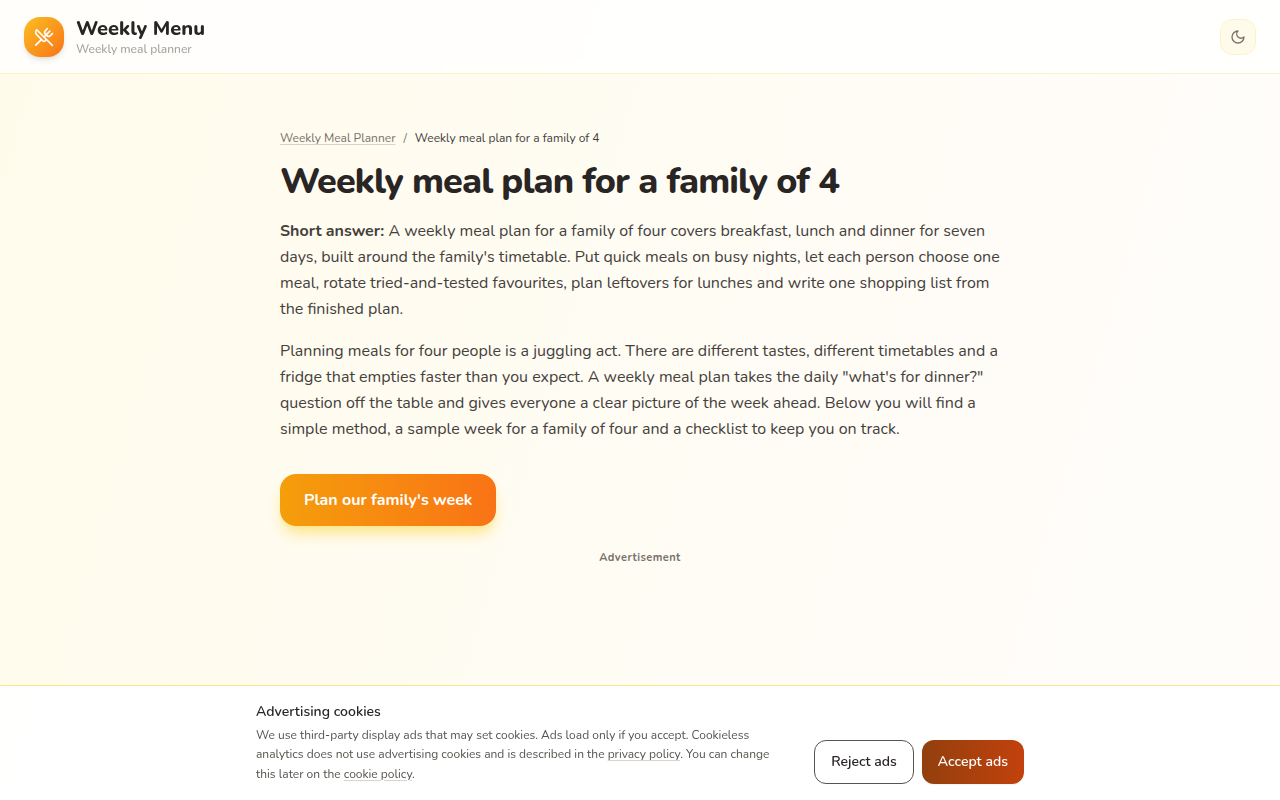 Weekly Menu
Weekly meal planner
Weekly Meal Planner / Weekly meal plan for a family of 4
Weekly meal plan for a family of 4
Short answer: A weekly meal plan for a family of four covers breakfast, lunch and dinner for seven
days, built around the family's timetable. Put quick meals on busy nights, let each person choose one
meal, rotate tried-and-tested favourites, plan leftovers for lunches and write one shopping list from
the finished plan.
Planning meals for four people is a juggling act. There are different tastes, different timetables and a
fridge that empties faster than you expect. A weekly meal plan takes the daily "what's for dinner?"
question off the table and gives everyone a clear picture of the week ahead. Below you will find a
simple method, a sample week for a family of four and a checklist to keep you on track.
Plan our family's week
Advertisement
Advertising cookies
We use third-party display ads that may set cookies. Ads load only if you accept. Cookieless
analytics does not use advertising cookies and is described in the privacy policy. You can change
this later on the cookie policy.
Reject ads
Accept ads